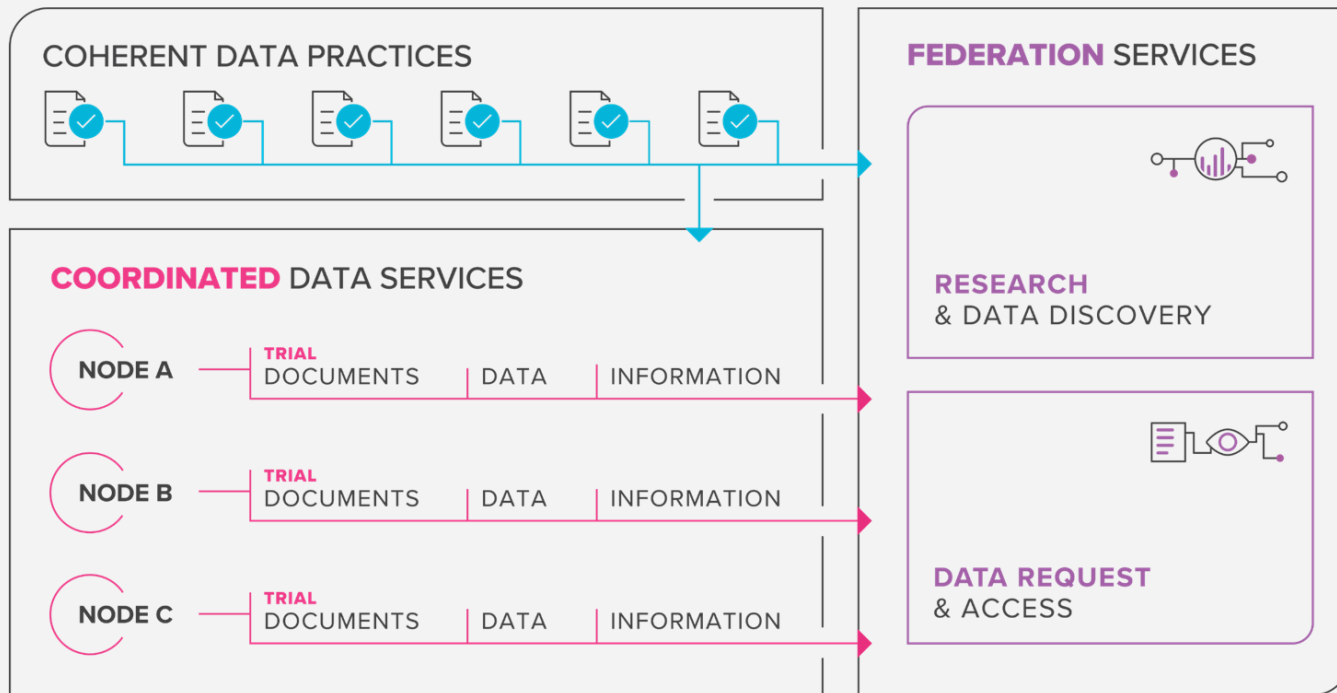 COHERENT DATA PRACTICES
COORDINATED DATA SERVICES
NODE A
TRIAL
DOCUMENTS DATA INFORMATION
NODE B
TRIAL
DOCUMENTS DATA INFORMATION
NODE C
TRIAL
DOCUMENTS DATA INFORMATION
FEDERATION SERVICES
RESEARCH
& DATA DISCOVERY
DATA REQUEST
& ACCESS